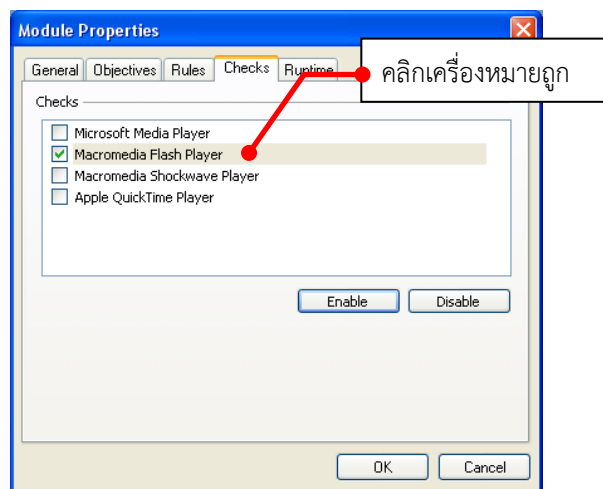 Module Properties
General Objectives Rules Checks Runtime
คลิกเครื่องหมายถูก
Checks
Microsoft Media Player
Macromedia Flash Player
Macromedia Shockwave Player
Apple QuickTime Player
Enable Disable
OK Cancel